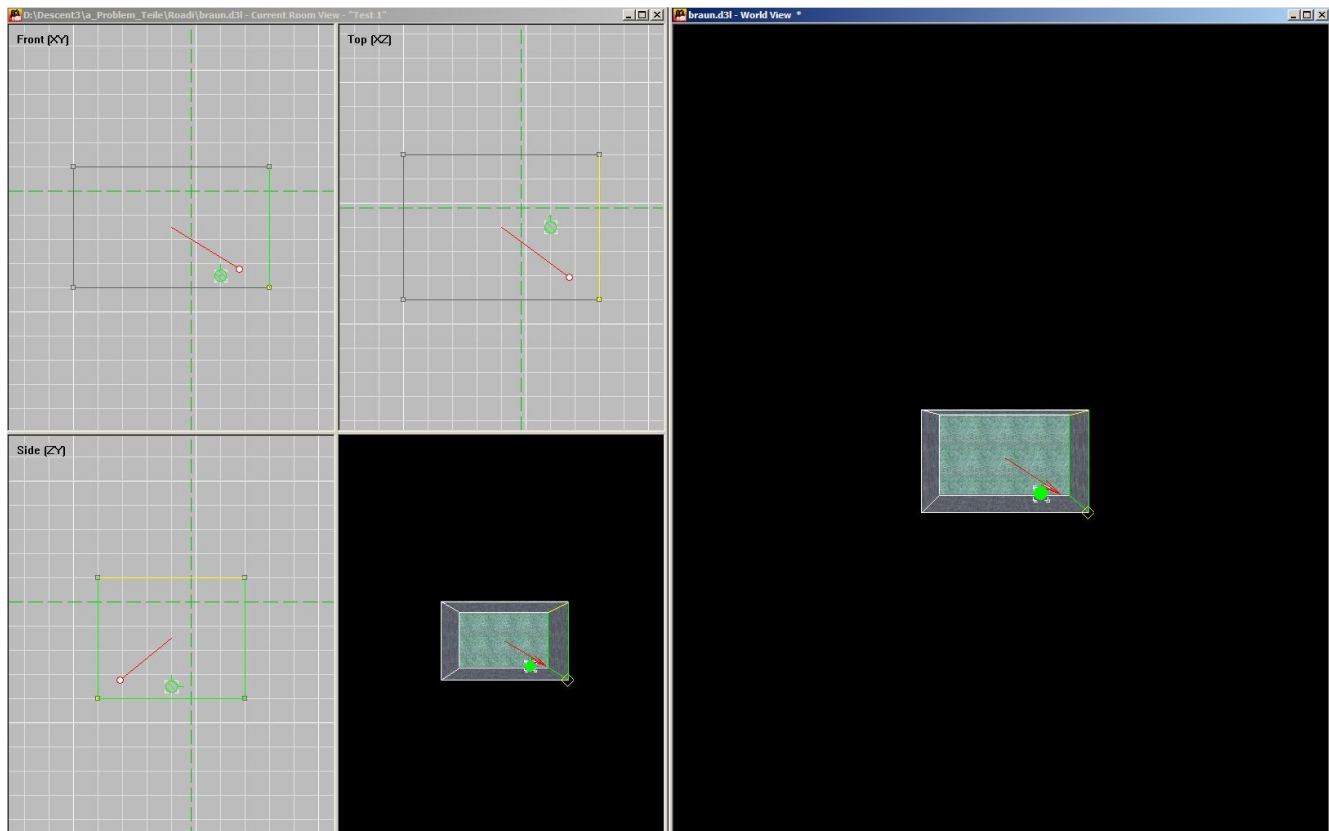 D:\Descent3\a_Problem_Teile\Roadi\braun.d3l - Current Room View - "Test 1"
braun.d3l - World View *
Front (XY)
Top (XZ)
Side (ZY)